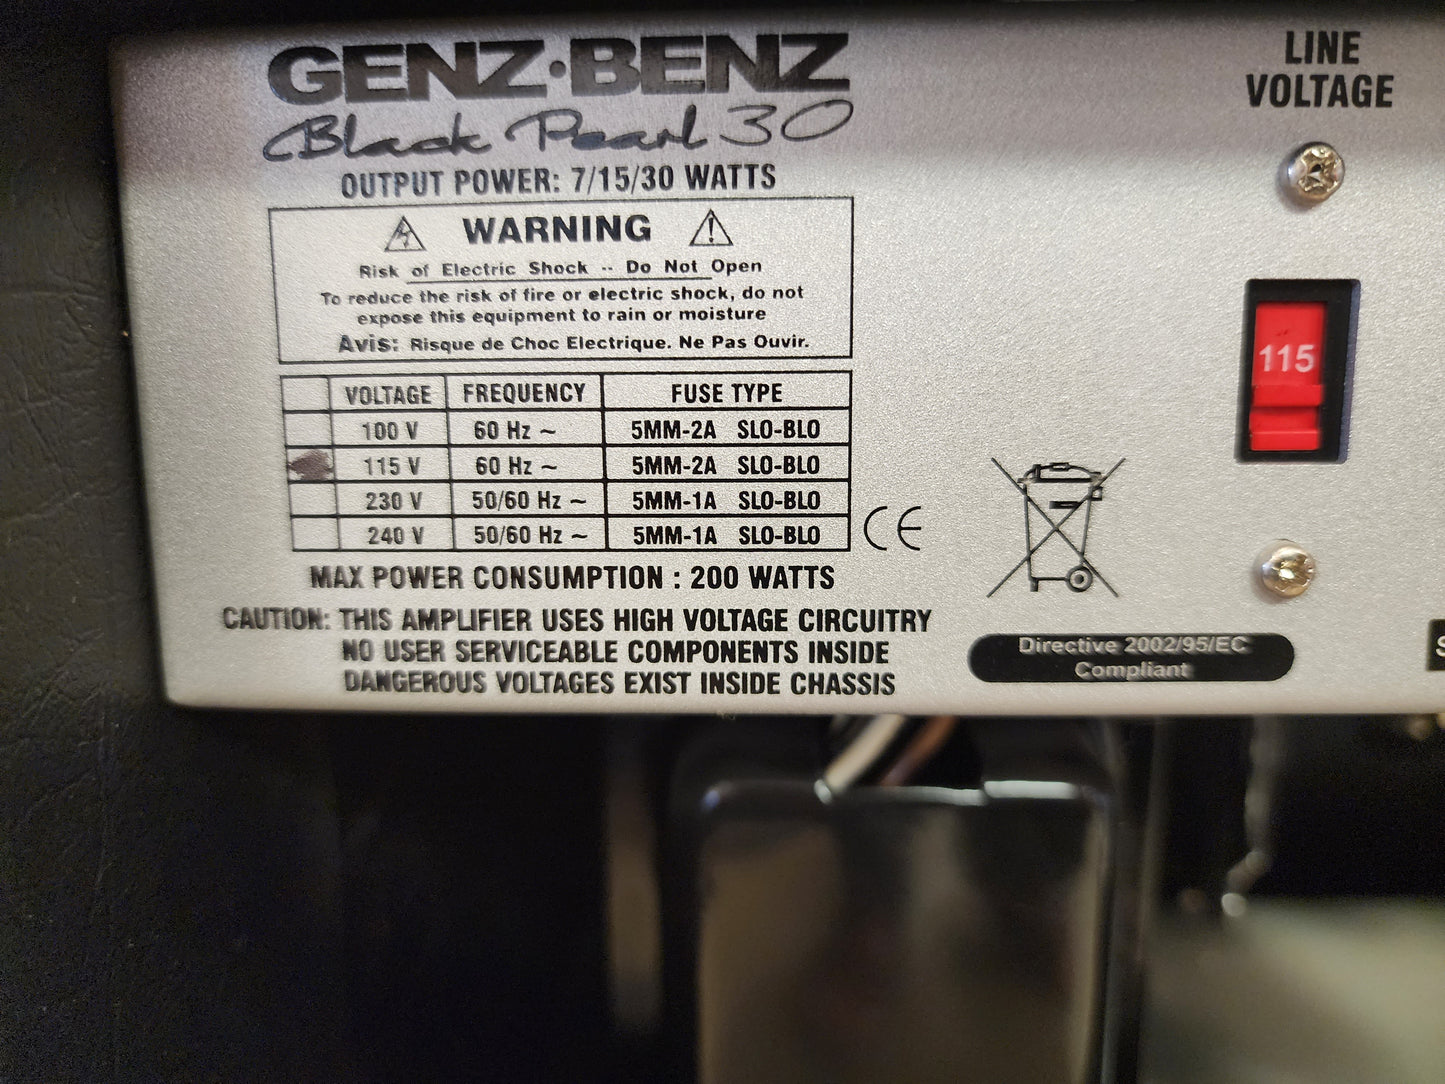 GENZ·BENZ
Black Pearl 30
OUTPUT POWER: 7/15/30 WATTS
WARNING
Risk of Electric Shock -- Do Not Open
To reduce the risk of fire or electric shock, do not
expose this equipment to rain or moisture
Avis: Risque de Choc Electrique. Ne Pas Ouvir.
VOLTAGE FREQUENCY FUSE TYPE
100 V 60 Hz ~ 5MM-2A SLO-BLO
115 V 60 Hz ~ 5MM-2A SLO-BLO
230 V 50/60 Hz ~ 5MM-1A SLO-BLO
240 V 50/60 Hz ~ 5MM-1A SLO-BLO
CE
MAX POWER CONSUMPTION : 200 WATTS
CAUTION: THIS AMPLIFIER USES HIGH VOLTAGE CIRCUITRY
NO USER SERVICEABLE COMPONENTS INSIDE
DANGEROUS VOLTAGES EXIST INSIDE CHASSIS
LINE
VOLTAGE
115
Directive 2002/95/EC
Compliant